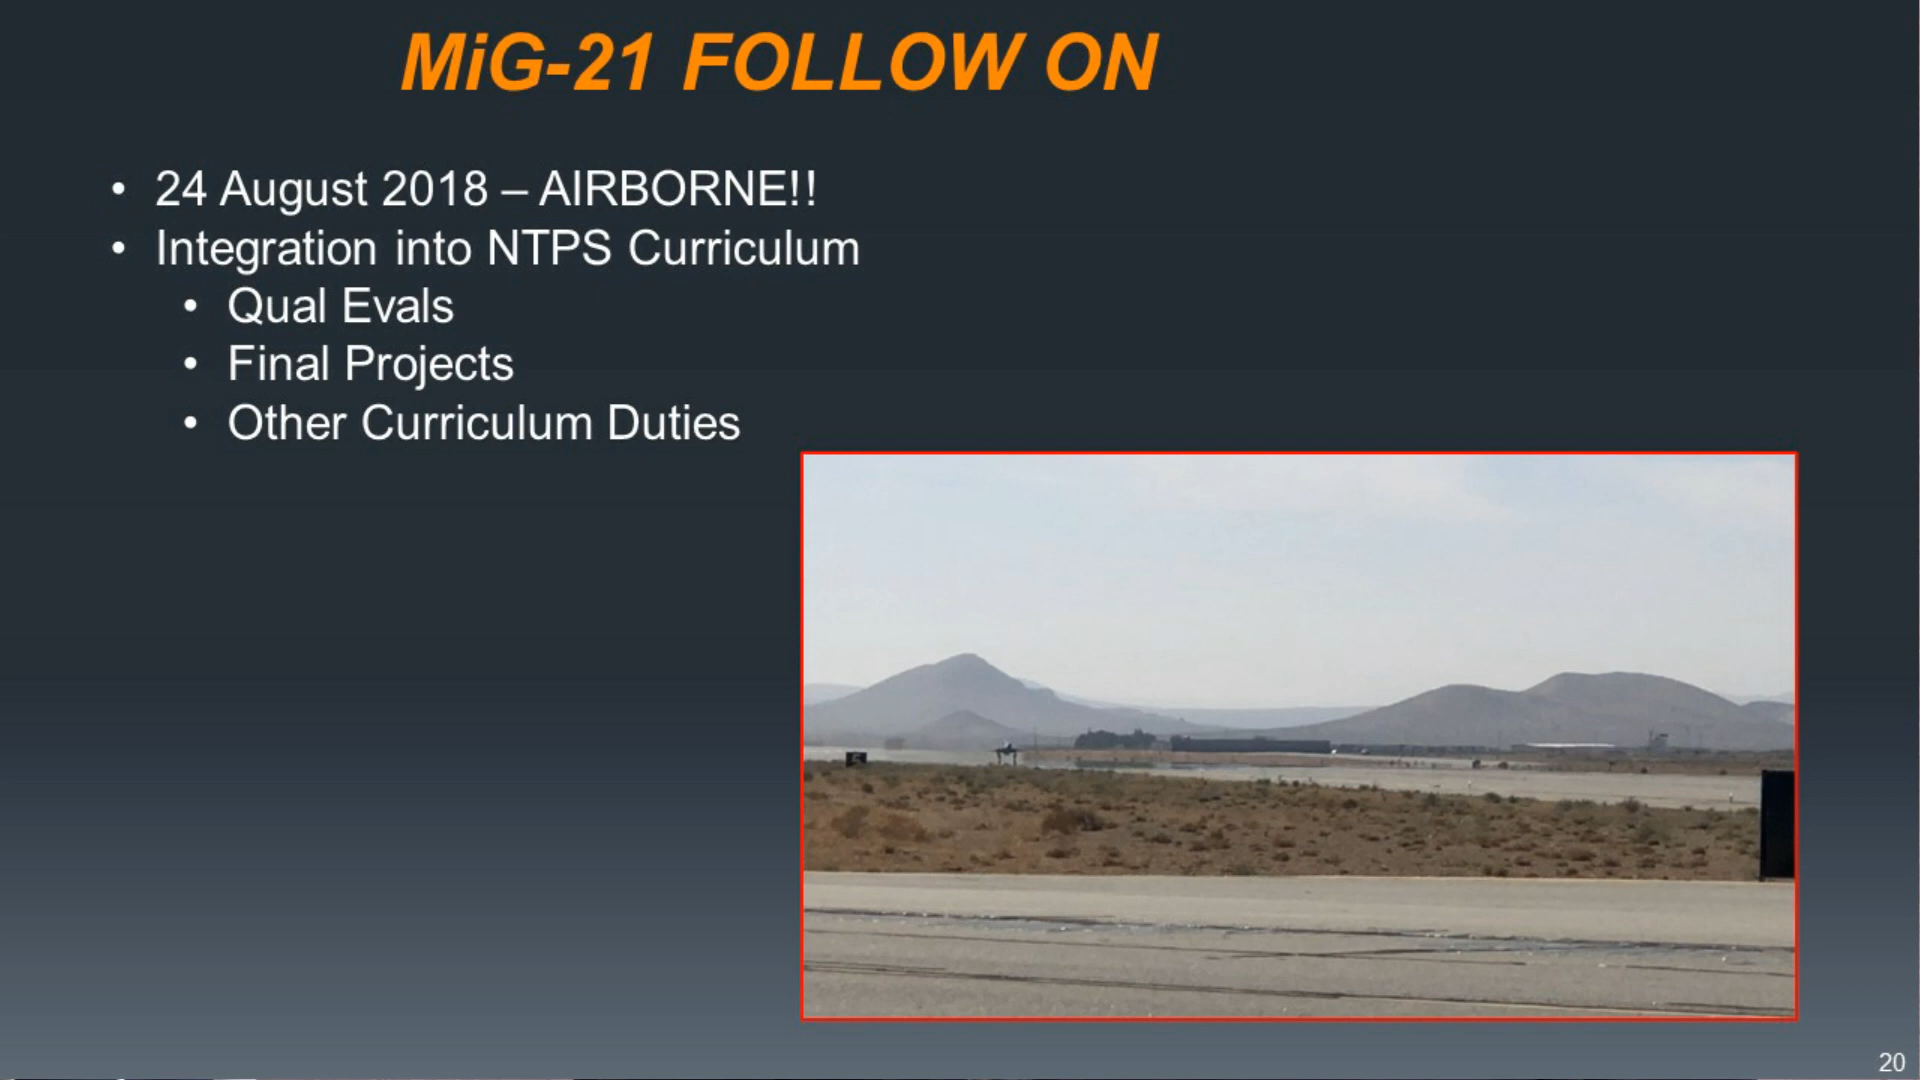 MiG-21 FOLLOW ON
• 24 August 2018 – AIRBORNE!!
• Integration into NTPS Curriculum
• Qual Evals
• Final Projects
• Other Curriculum Duties
20